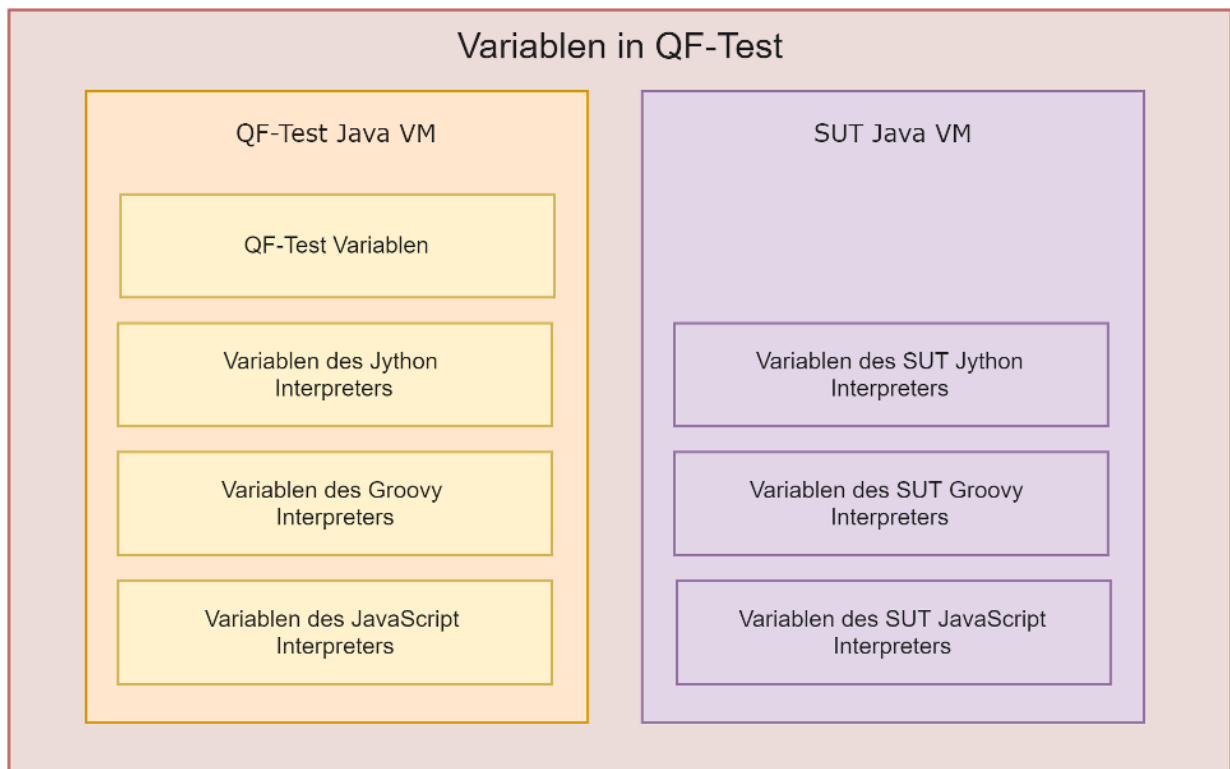 Variablen in QF-Test
QF-Test Java VM
QF-Test Variablen
Variablen des Jython
Interpreters
Variablen des Groovy
Interpreters
Variablen des JavaScript
Interpreters
SUT Java VM
Variablen des SUT Jython
Interpreters
Variablen des SUT Groovy
Interpreters
Variablen des SUT JavaScript
Interpreters